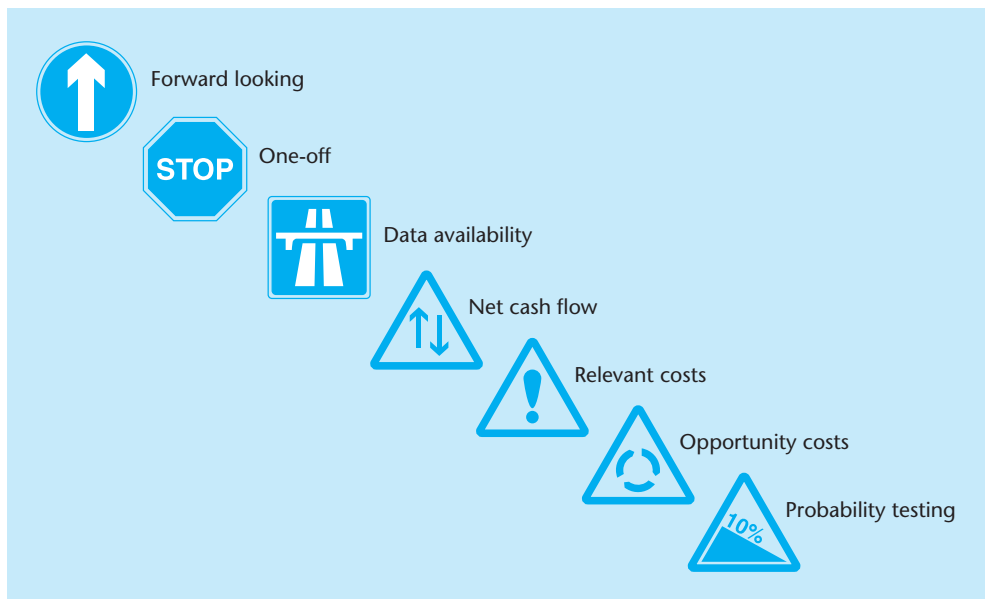 Forward looking
STOP
One-off
Data availability
Net cash flow
Relevant costs
Opportunity costs
Probability testing
10%